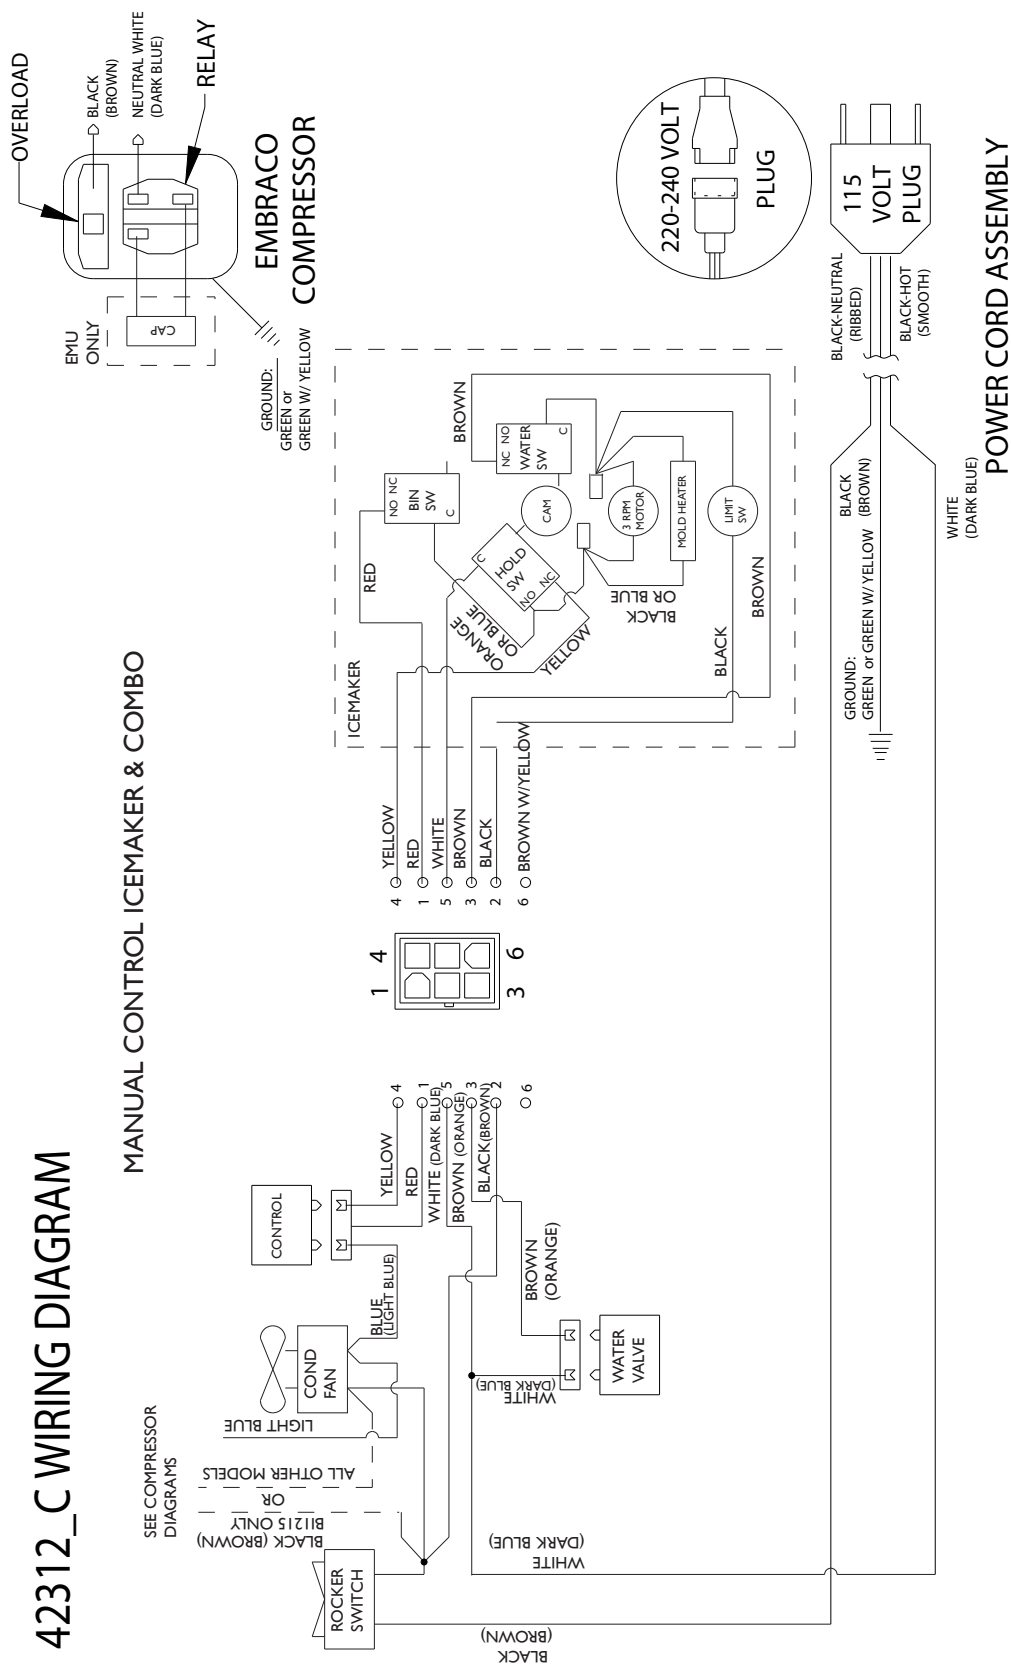 42312_C WIRING DIAGRAM
MANUAL CONTROL ICEMAKER & COMBO
SEE COMPRESSOR
DIAGRAMS
ROCKER
SWITCH
BLACK (BROWN)
BI1215 ONLY
OR
ALL OTHER MODELS
LIGHT BLUE
COND
FAN
BLUE
(LIGHT BLUE)
CONTROL
YELLOW
RED
WHITE (DARK BLUE)
BROWN (ORANGE)
BLACK (BROWN)
4
1
5
3
2
6
BROWN
(ORANGE)
WATER
VALVE
WHITE
(DARK BLUE)
WHITE
(DARK BLUE)
BLACK
(BROWN)
1 4
3 6
4
1
5
3
2
6
YELLOW
RED
WHITE
BROWN
BLACK
BROWN W/YELLOW
ICEMAKER
RED
NO NC
BIN
SW
C
ORANGE
OR BLUE
YELLOW
C
HOLD
SW
NO NC
CAM
BROWN
NC NO
WATER
SW
C
3 RPM
MOTOR
MOLD HEATER
LIMIT
SW
BLACK
OR BLUE
BLACK
BROWN
OVERLOAD
BLACK
(BROWN)
NEUTRAL WHITE
(DARK BLUE)
RELAY
EMBRACO
COMPRESSOR
EMU
ONLY
CAP
GROUND:
GREEN or
GREEN W/ YELLOW
220-240 VOLT
PLUG
115
VOLT
PLUG
BLACK-NEUTRAL
(RIBBED)
BLACK-HOT
(SMOOTH)
POWER CORD ASSEMBLY
BLACK
(BROWN)
GROUND:
GREEN or GREEN W/ YELLOW
WHITE
(DARK BLUE)